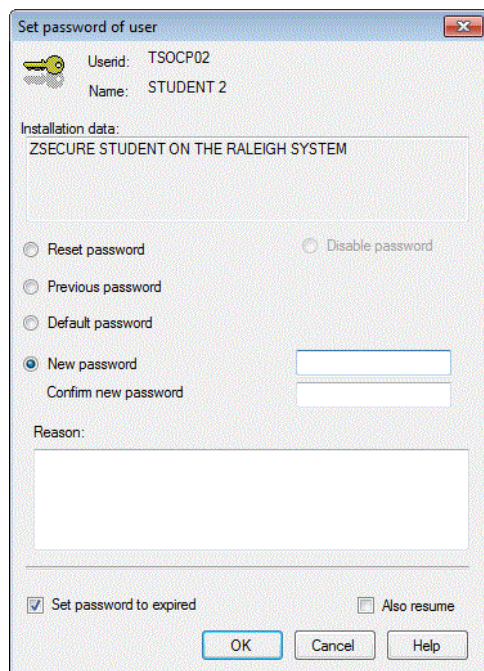 Set password of user
Userid: TSOCP02
Name: STUDENT 2
Installation data:
ZSECURE STUDENT ON THE RALEIGH SYSTEM
Reset password Disable password
Previous password
Default password
New password
Confirm new password
Reason:
Set password to expired Also resume
OK Cancel Help